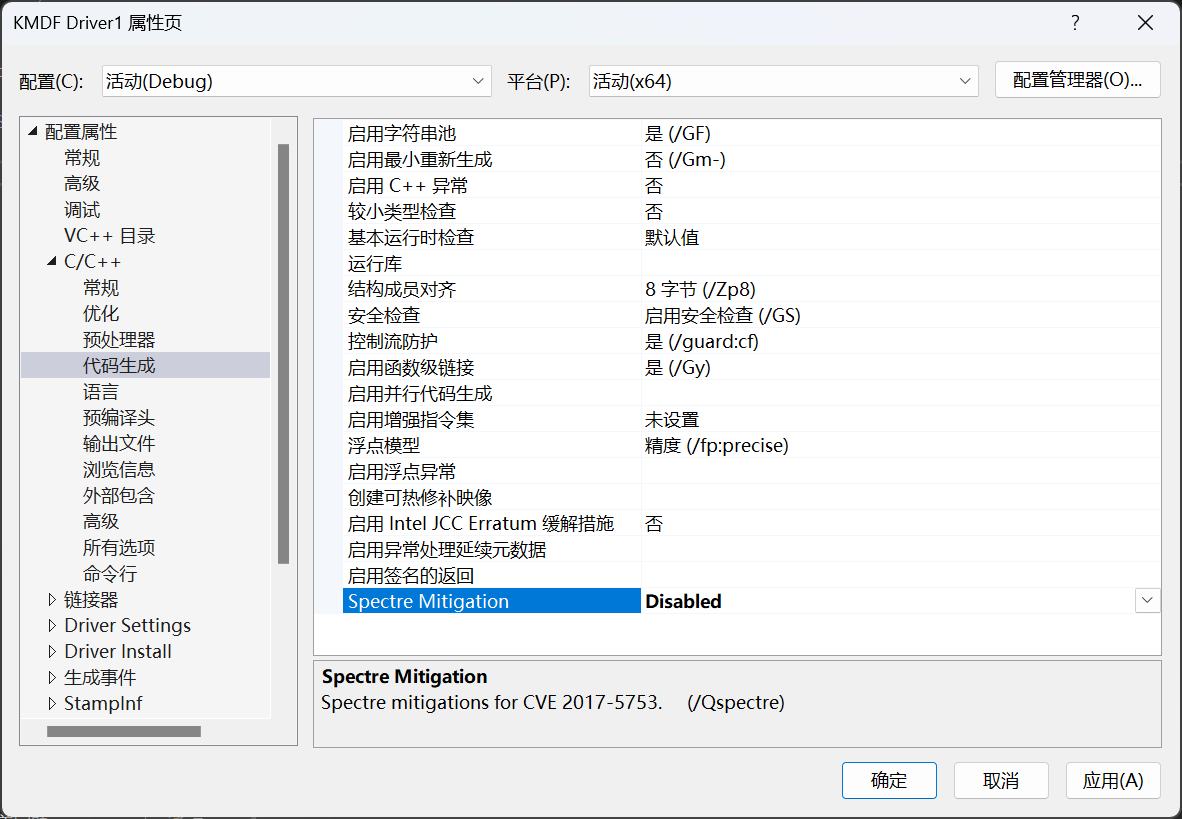 KMDF Driver1 属性页
配置(C): 活动(Debug) 平台(P): 活动(x64) 配置管理器(O)...
配置属性
常规
高级
调试
VC++ 目录
C/C++
常规
优化
预处理器
代码生成
语言
预编译头
输出文件
浏览信息
外部包含
高级
所有选项
命令行
链接器
Driver Settings
Driver Install
生成事件
StampInf
启用字符串池 是 (/GF)
启用最小重新生成 否 (/Gm-)
启用 C++ 异常 否
较小类型检查 否
基本运行时检查 默认值
运行库
结构成员对齐 8 字节 (/Zp8)
安全检查 启用安全检查 (/GS)
控制流防护 是 (/guard:cf)
启用函数级链接 是 (/Gy)
启用并行代码生成
启用增强指令集 未设置
浮点模型 精度 (/fp:precise)
启用浮点异常
创建可热修补映像
启用 Intel JCC Erratum 缓解措施 否
启用异常处理延续元数据
启用签名的返回
Spectre Mitigation Disabled
Spectre Mitigation
Spectre mitigations for CVE 2017-5753. (/Qspectre)
确定 取消 应用(A)